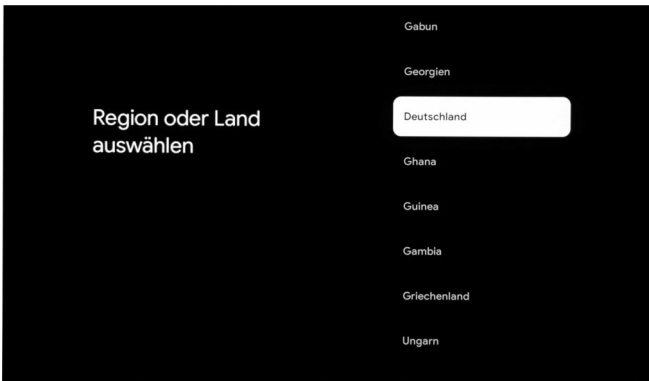 Region oder Land
auswählen
Gabun
Georgien
Deutschland
Ghana
Guinea
Gambia
Griechenland
Ungarn